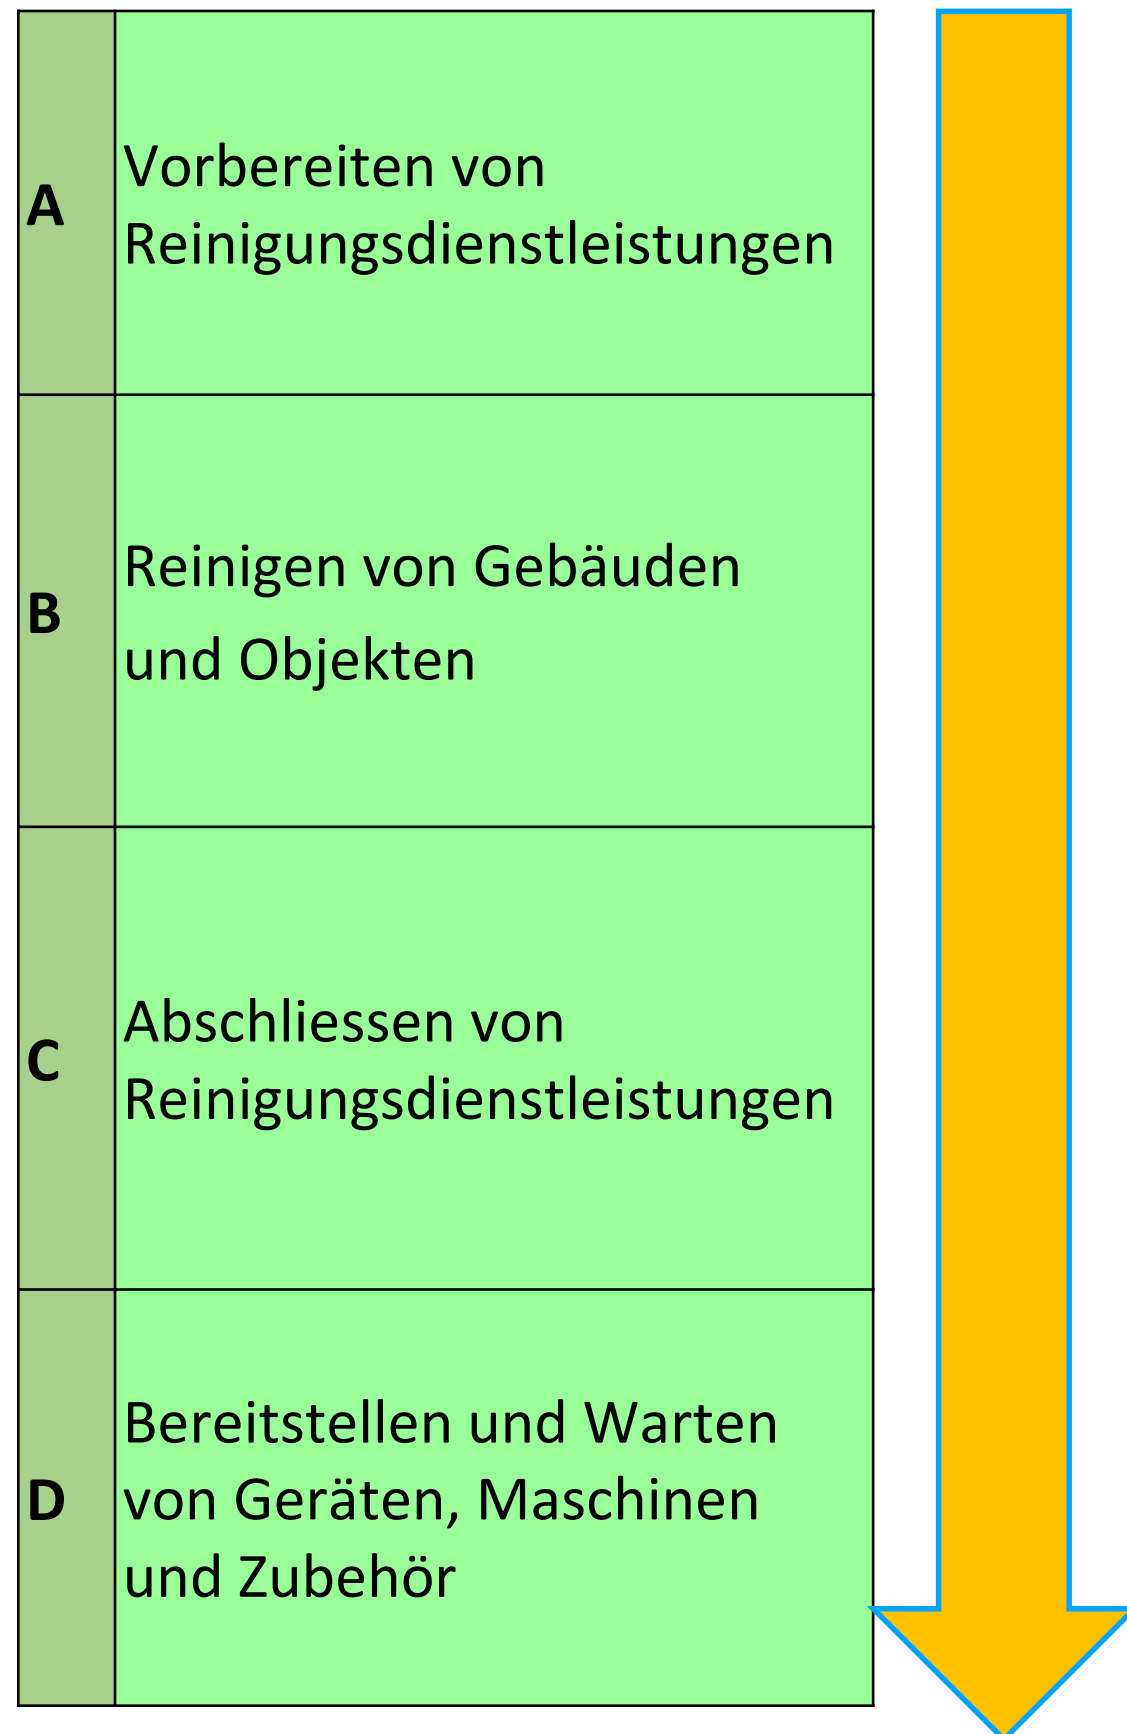 A
Vorbereiten von
Reinigungsdienstleistungen
B
Reinigen von Gebäuden
und Objekten
C
Abschliessen von
Reinigungsdienstleistungen
D
Bereitstellen und Warten
von Geräten, Maschinen
und Zubehör